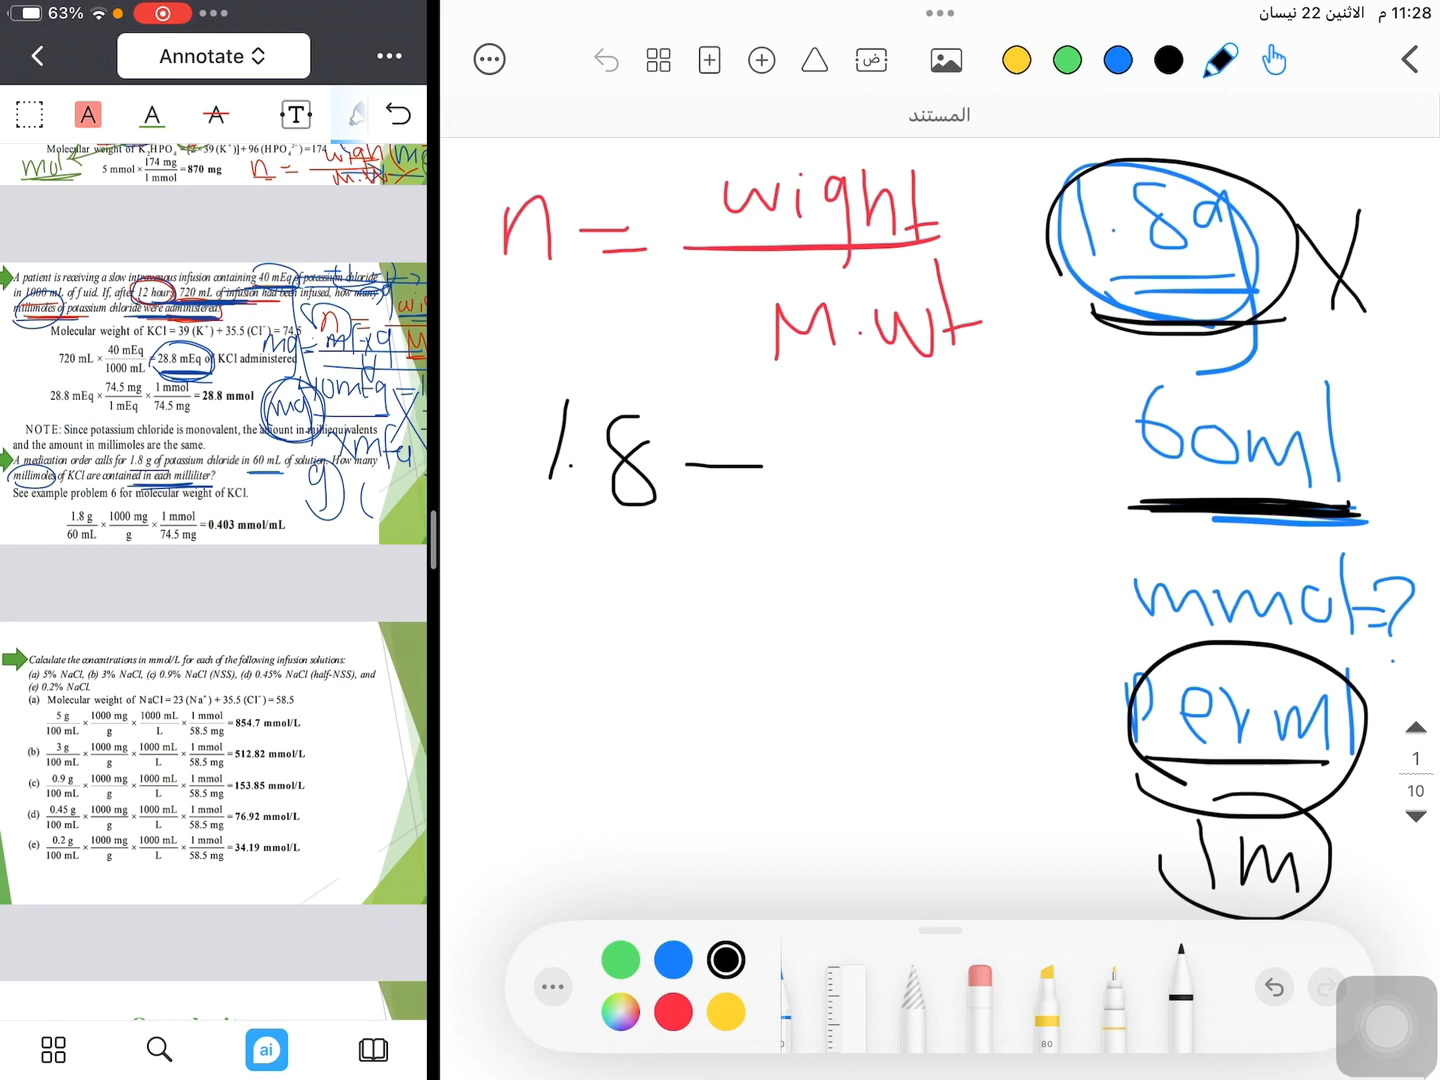 63%
Annotate
11:28 م الاثنين 22 نيسان
المستند
Molecular weight of K₂HPO₄ = [2×39 (K⁺)] + 96 (HPO₄²⁻) = 174
mol
5 mmol × 174 mg / 1 mmol = 870 mg
n =
A patient is receiving a slow intravenous infusion containing 40 mEq of potassium chloride
in 1000 mL of fluid. If, after 12 hours, 720 mL of infusion had been infused, how many
millimoles of potassium chloride were administered?
Molecular weight of KCl = 39 (K⁺) + 35.5 (Cl⁻) = 74.5
720 mL × 40 mEq / 1000 mL = 28.8 mEq of KCl administered
28.8 mEq × 74.5 mg / 1 mEq × 1 mmol / 74.5 mg = 28.8 mmol
NOTE: Since potassium chloride is monovalent, the amount in milliequivalents
and the amount in millimoles are the same.
A medication order calls for 1.8 g of potassium chloride in 60 mL of solution. How many
millimoles of KCl are contained in each milliliter?
See example problem 6 for molecular weight of KCl.
1.8 g / 60 mL × 1000 mg / g × 1 mmol / 74.5 mg = 0.403 mmol/mL
Calculate the concentrations in mmol/L for each of the following infusion solutions:
(a) 5% NaCl, (b) 3% NaCl, (c) 0.9% NaCl (NSS), (d) 0.45% NaCl (half-NSS), and
(e) 0.2% NaCl.
(a) Molecular weight of NaCl = 23 (Na⁺) + 35.5 (Cl⁻) = 58.5
5 g / 100 mL × 1000 mg / g × 1000 mL / L × 1 mmol / 58.5 mg = 854.7 mmol/L
(b) 3 g / 100 mL × 1000 mg / g × 1000 mL / L × 1 mmol / 58.5 mg = 512.82 mmol/L
(c) 0.9 g / 100 mL × 1000 mg / g × 1000 mL / L × 1 mmol / 58.5 mg = 153.85 mmol/L
(d) 0.45 g / 100 mL × 1000 mg / g × 1000 mL / L × 1 mmol / 58.5 mg = 76.92 mmol/L
(e) 0.2 g / 100 mL × 1000 mg / g × 1000 mL / L × 1 mmol / 58.5 mg = 34.19 mmol/L
ai
n = wight / M.wt
1.8 —
1.8g X
60ml
mmol=?
Perml
1m
1
10
80